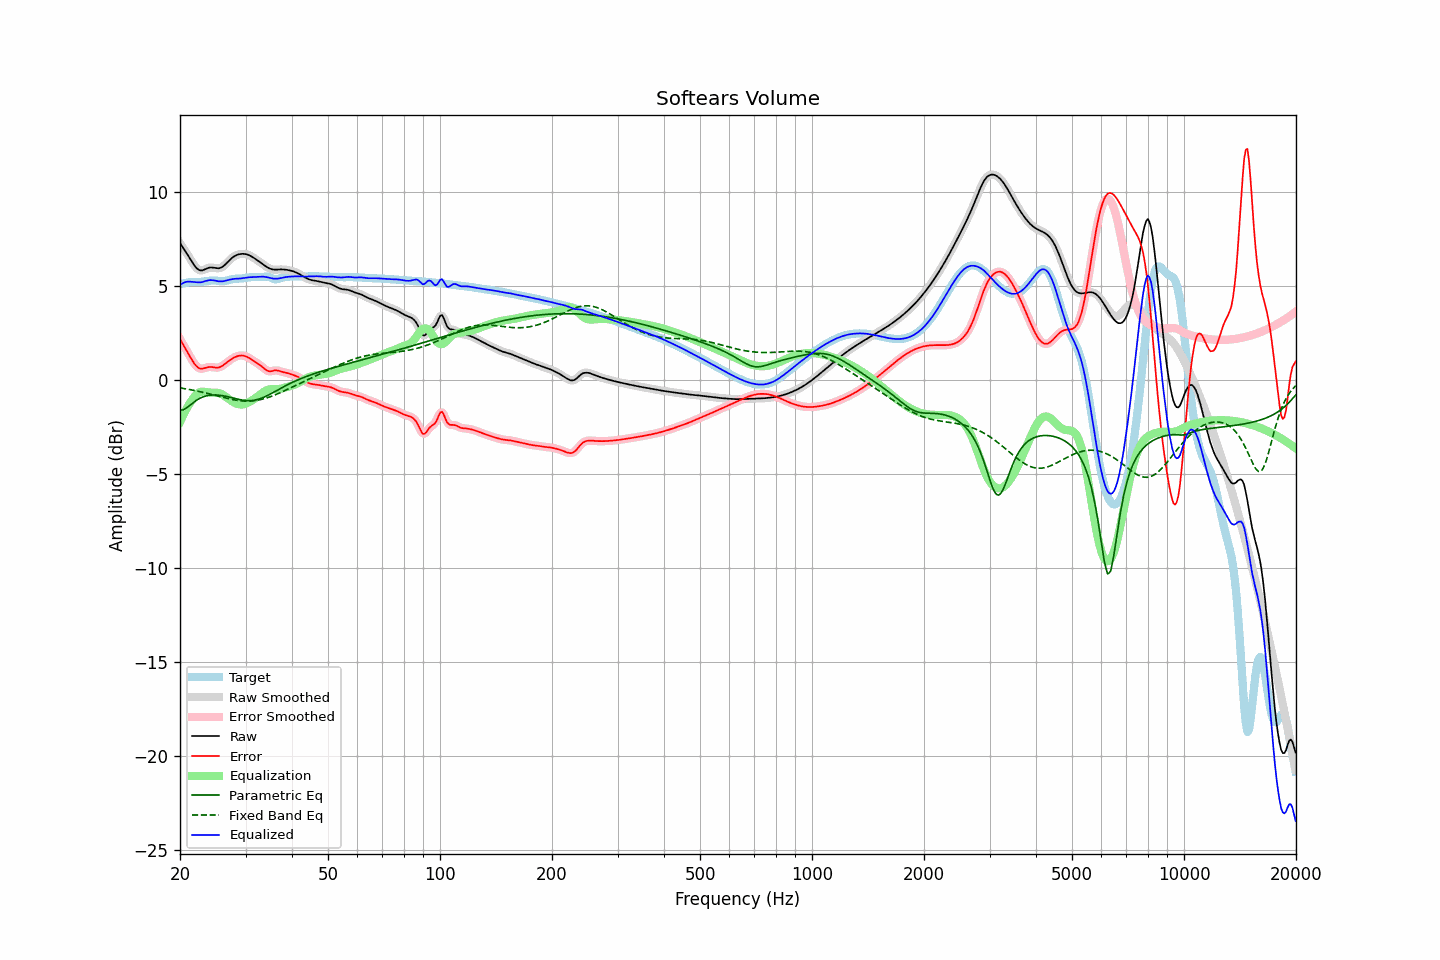 Softears Volume
Amplitude (dBr)
10
5
0
−5
−10
−15
−20
−25
Target
Raw Smoothed
Error Smoothed
Raw
Error
Equalization
Parametric Eq
Fixed Band Eq
Equalized
20 50 100 200 500 1000 2000 5000 10000 20000
Frequency (Hz)